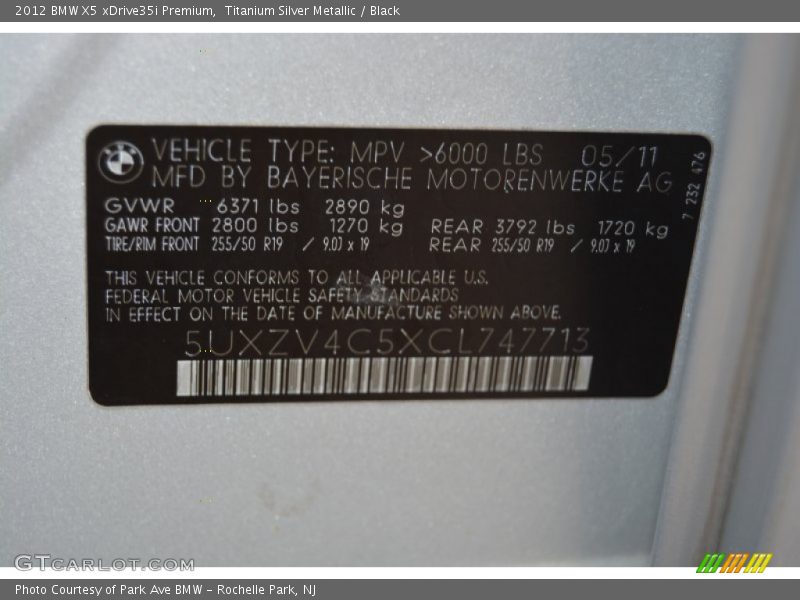 2012 BMW X5 xDrive35i Premium,  Titanium Silver Metallic / Black
VEHICLE TYPE: MPV >6000 LBS 05/11
MFD BY BAYERISCHE MOTORENWERKE AG
7 232 476
GVWR 6371 lbs 2890 kg
GAWR FRONT 2800 lbs 1270 kg REAR 3792 lbs 1720 kg
TIRE/RIM FRONT 255/50 R19 / 9.0J x 19 REAR 255/50 R19 / 9.0J x 19
THIS VEHICLE CONFORMS TO ALL APPLICABLE U.S.
FEDERAL MOTOR VEHICLE SAFETY STANDARDS
IN EFFECT ON THE DATE OF MANUFACTURE SHOWN ABOVE.
5UXZV4C5XCL747713
GTCARLOT.COM
Photo Courtesy of Park Ave BMW - Rochelle Park, NJ